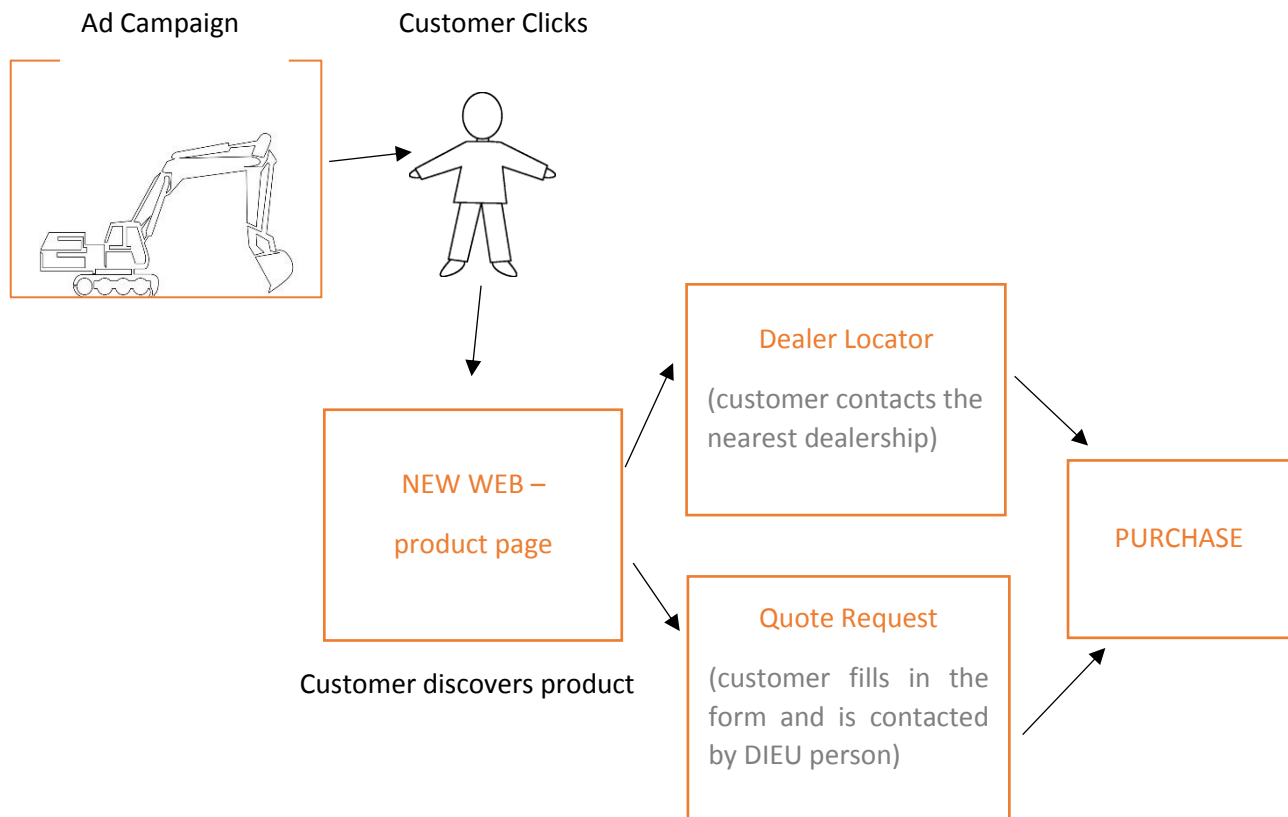 Ad Campaign
Customer Clicks
Dealer Locator
(customer contacts the
nearest dealership)
NEW WEB –
product page
PURCHASE
Quote Request
(customer fills in the
form and is contacted
by DIEU person)
Customer discovers product